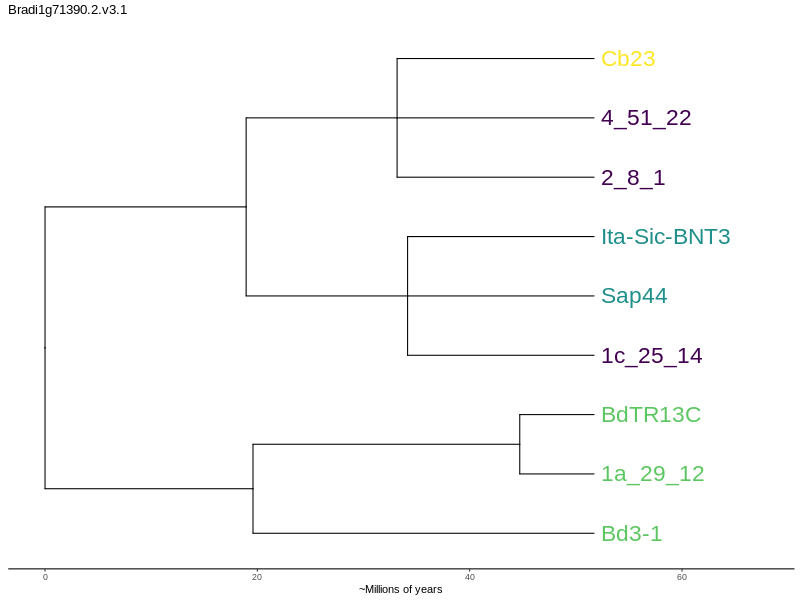 Bradi1g71390.2.v3.1
Cb23
4_51_22
2_8_1
Ita-Sic-BNT3
Sap44
1c_25_14
BdTR13C
1a_29_12
Bd3-1
0 20 40 60
~Millions of years